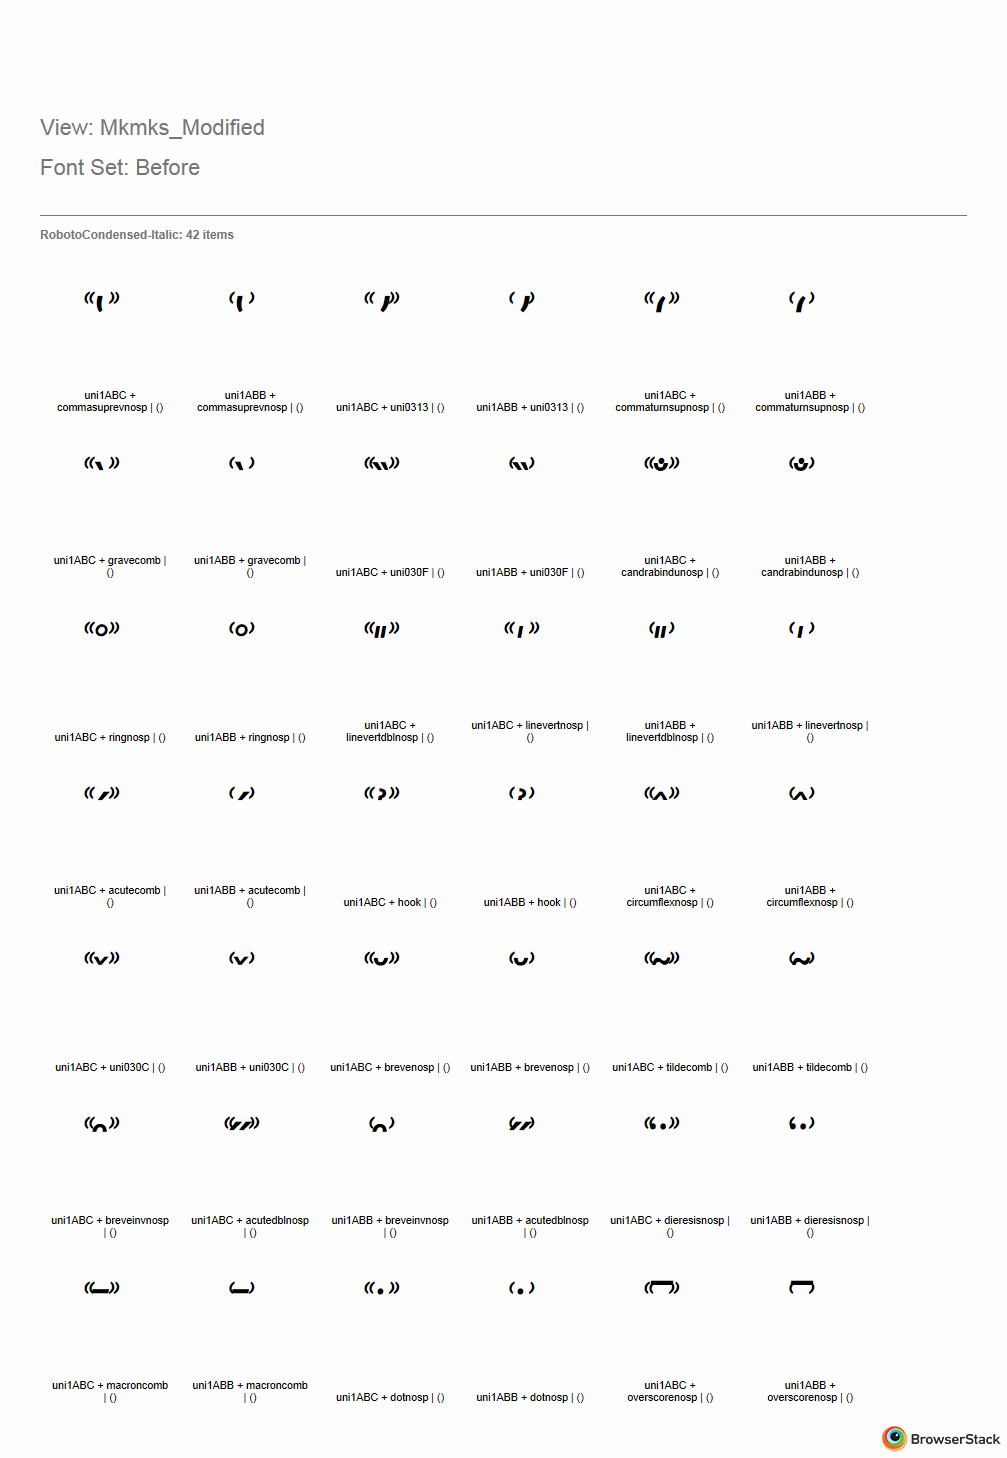 View: Mkmks_Modified
Font Set: Before
RobotoCondensed-Italic: 42 items
uni1ABC +
commasuprevnosp | ()
uni1ABB +
commasuprevnosp | ()
uni1ABC + uni0313 | ()
uni1ABB + uni0313 | ()
uni1ABC +
commaturnsupnosp | ()
uni1ABB +
commaturnsupnosp | ()
uni1ABC + gravecomb |
()
uni1ABB + gravecomb |
()
uni1ABC + uni030F | ()
uni1ABB + uni030F | ()
uni1ABC +
candrabindunosp | ()
uni1ABB +
candrabindunosp | ()
uni1ABC + ringnosp | ()
uni1ABB + ringnosp | ()
uni1ABC +
linevertdblnosp | ()
uni1ABC + linevertnosp |
()
uni1ABB +
linevertdblnosp | ()
uni1ABB + linevertnosp |
()
uni1ABC + acutecomb |
()
uni1ABB + acutecomb |
()
uni1ABC + hook | ()
uni1ABB + hook | ()
uni1ABC +
circumflexnosp | ()
uni1ABB +
circumflexnosp | ()
uni1ABC + uni030C | ()
uni1ABB + uni030C | ()
uni1ABC + brevenosp | ()
uni1ABB + brevenosp | ()
uni1ABC + tildecomb | ()
uni1ABB + tildecomb | ()
uni1ABC + breveinvnosp
| ()
uni1ABC + acutedblnosp
| ()
uni1ABB + breveinvnosp
| ()
uni1ABB + acutedblnosp
| ()
uni1ABC + dieresisnosp |
()
uni1ABB + dieresisnosp |
()
uni1ABC + macroncomb
| ()
uni1ABB + macroncomb
| ()
uni1ABC + dotnosp | ()
uni1ABB + dotnosp | ()
uni1ABC +
overscorenosp | ()
uni1ABB +
overscorenosp | ()
BrowserStack